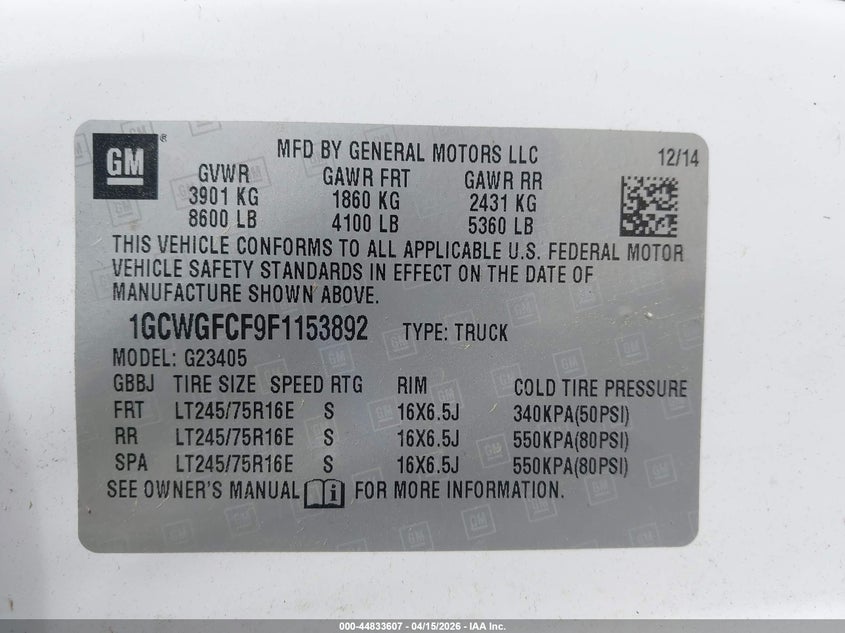 GM ®
MFD BY GENERAL MOTORS LLC 12/14
GVWR GAWR FRT GAWR RR
3901 KG 1860 KG 2431 KG
8600 LB 4100 LB 5360 LB
THIS VEHICLE CONFORMS TO ALL APPLICABLE U.S. FEDERAL MOTOR
VEHICLE SAFETY STANDARDS IN EFFECT ON THE DATE OF
MANUFACTURE SHOWN ABOVE.
1GCWGFCF9F1153892 TYPE: TRUCK
MODEL: G23405
GBBJ TIRE SIZE SPEED RTG RIM COLD TIRE PRESSURE
FRT LT245/75R16E S 16X6.5J 340KPA(50PSI)
RR LT245/75R16E S 16X6.5J 550KPA(80PSI)
SPA LT245/75R16E S 16X6.5J 550KPA(80PSI)
SEE OWNER'S MANUAL FOR MORE INFORMATION.
000-44833607 - 04/15/2026 - IAA Inc.